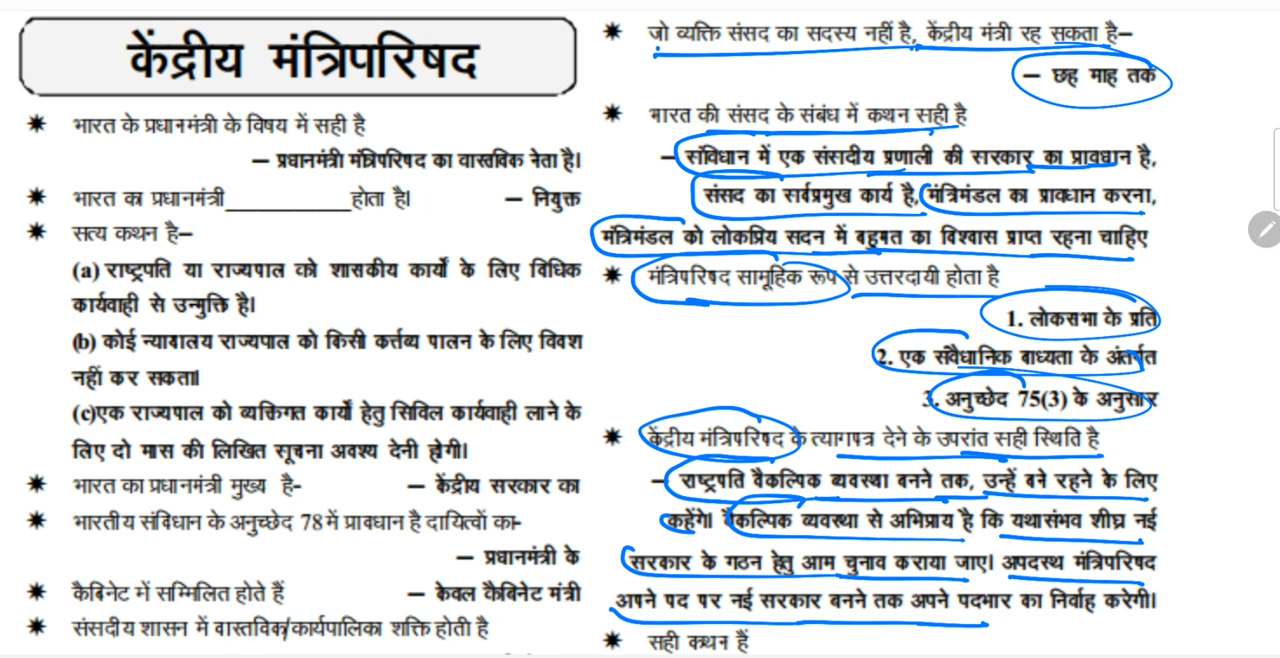 केंद्रीय मंत्रिपरिषद
✷ भारत के प्रधानमंत्री के विषय में सही है
– प्रधानमंत्री मंत्रिपरिषद का वास्तविक नेता है।
✷ भारत का प्रधानमंत्री__________होता है। – नियुक्त
✷ सत्य कथन है–
(a) राष्ट्रपति या राज्यपाल को शासकीय कार्यों के लिए विधिक
कार्यवाही से उन्मुक्ति है।
(b) कोई न्यायालय राज्यपाल को किसी कर्त्तव्य पालन के लिए विवश
नहीं कर सकता।
(c)एक राज्यपाल को व्यक्तिगत कार्यों हेतु सिविल कार्यवाही लाने के
लिए दो मास की लिखित सूचना अवश्य देनी होगी।
✷ भारत का प्रधानमंत्री मुख्य है- – केंद्रीय सरकार का
✷ भारतीय संविधान के अनुच्छेद 78 में प्रावधान है दायित्वों का-
– प्रधानमंत्री के
✷ कैबिनेट में सम्मिलित होते हैं – केवल कैबिनेट मंत्री
✷ संसदीय शासन में वास्तविक/कार्यपालिका शक्ति होती है
✷ जो व्यक्ति संसद का सदस्य नहीं है, केंद्रीय मंत्री रह सकता है–
– छह माह तक
✷ भारत की संसद के संबंध में कथन सही है
– संविधान में एक संसदीय प्रणाली की सरकार का प्रावधान है,
संसद का सर्वप्रमुख कार्य है, मंत्रिमंडल का प्रावधान करना,
मंत्रिमंडल को लोकप्रिय सदन में बहुमत का विश्वास प्राप्त रहना चाहिए
✷ मंत्रिपरिषद सामूहिक रूप से उत्तरदायी होता है
1. लोकसभा के प्रति
2. एक संवैधानिक बाध्यता के अंतर्गत
3. अनुच्छेद 75(3) के अनुसार
✷ केंद्रीय मंत्रिपरिषद के त्यागपत्र देने के उपरांत सही स्थिति है
– राष्ट्रपति वैकल्पिक व्यवस्था बनने तक, उन्हें बने रहने के लिए
कहेंगे। वैकल्पिक व्यवस्था से अभिप्राय है कि यथासंभव शीघ्र नई
सरकार के गठन हेतु आम चुनाव कराया जाए। अपदस्थ मंत्रिपरिषद
अपने पद पर नई सरकार बनने तक अपने पदभार का निर्वाह करेगी।
✷ सही कथन हैं